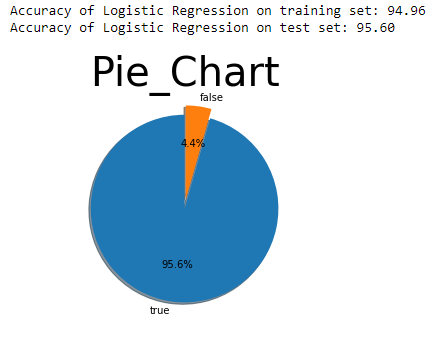 Accuracy of Logistic Regression on training set: 94.96
Accuracy of Logistic Regression on test set: 95.60
Pie_Chart
false
4.4%
95.6%
true